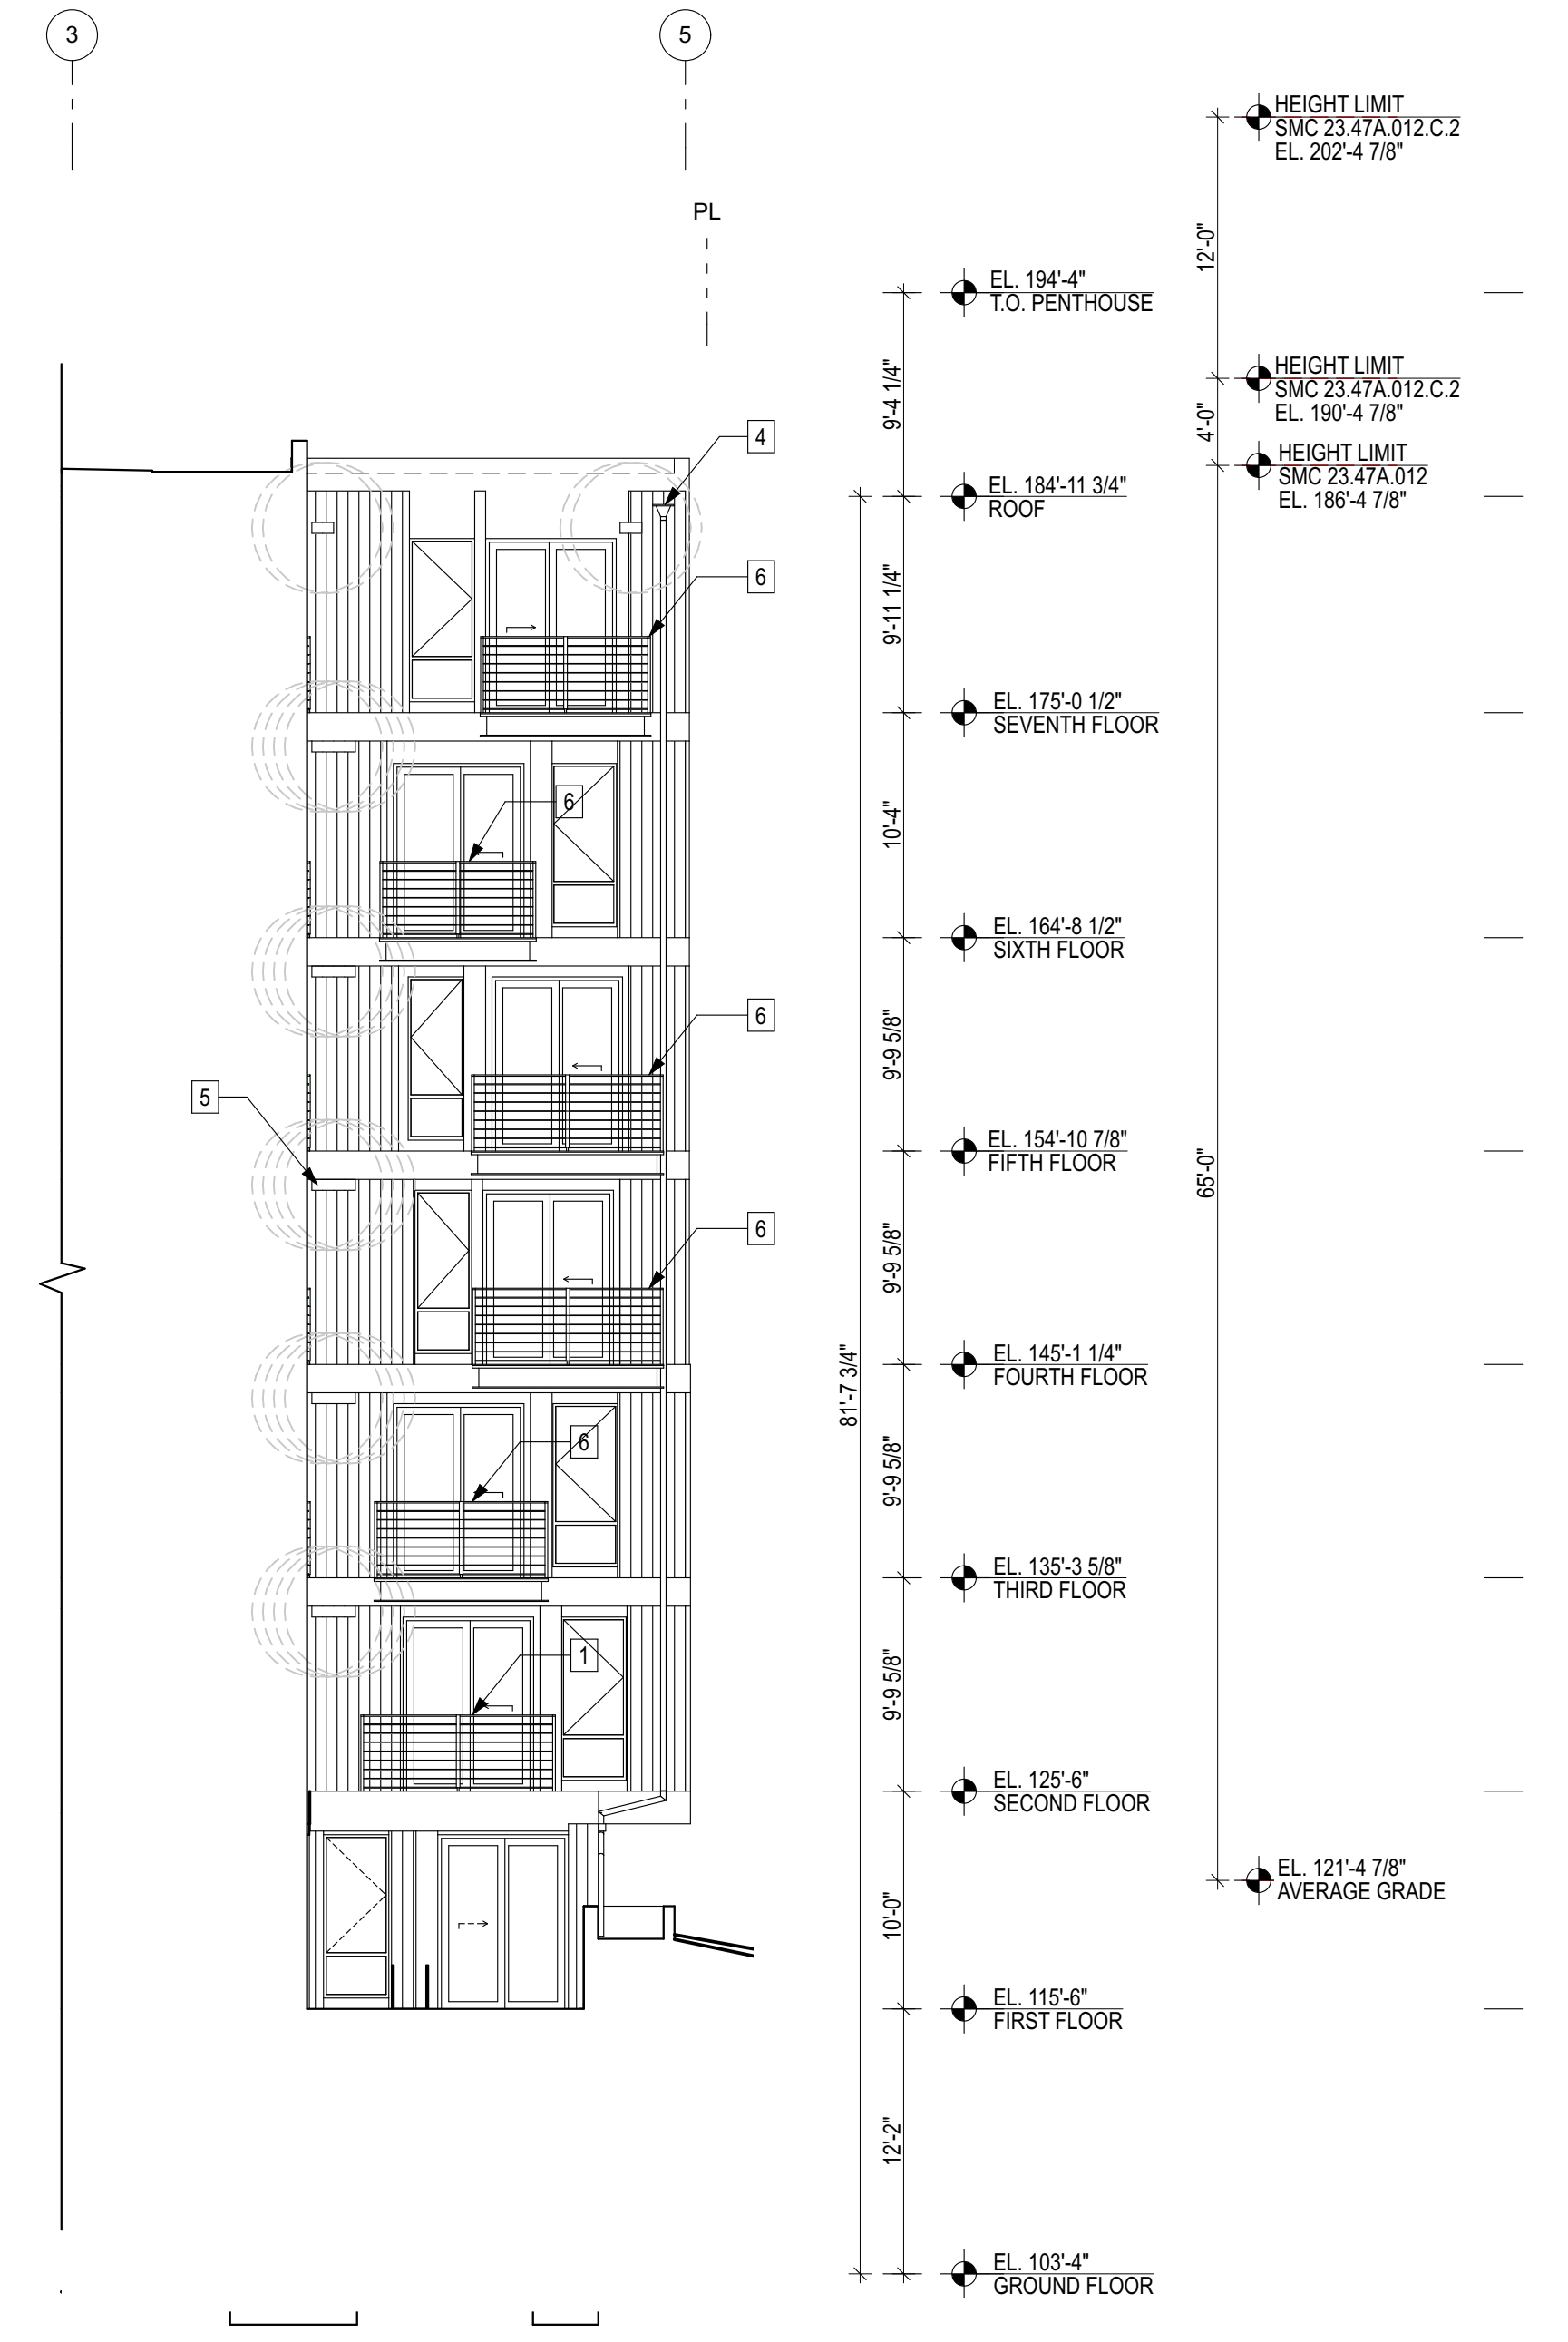 3
5
PL
HEIGHT LIMIT
SMC 23.47A.012.C.2
EL. 202'-4 7/8"
12'-0"
EL. 194'-4"
T.O. PENTHOUSE
9'-4 1/4"
HEIGHT LIMIT
SMC 23.47A.012.C.2
EL. 190'-4 7/8"
4'-0"
4
HEIGHT LIMIT
SMC 23.47A.012
EL. 186'-4 7/8"
EL. 184'-11 3/4"
ROOF
6
9'-11 1/4"
EL. 175'-0 1/2"
SEVENTH FLOOR
6
10'-4"
EL. 164'-8 1/2"
SIXTH FLOOR
6
9'-9 5/8"
5
EL. 154'-10 7/8"
FIFTH FLOOR
65'-0"
6
9'-9 5/8"
EL. 145'-1 1/4"
FOURTH FLOOR
81'-7 3/4"
6
9'-9 5/8"
EL. 135'-3 5/8"
THIRD FLOOR
1
9'-9 5/8"
EL. 125'-6"
SECOND FLOOR
EL. 121'-4 7/8"
AVERAGE GRADE
10'-0"
EL. 115'-6"
FIRST FLOOR
12'-2"
EL. 103'-4"
GROUND FLOOR